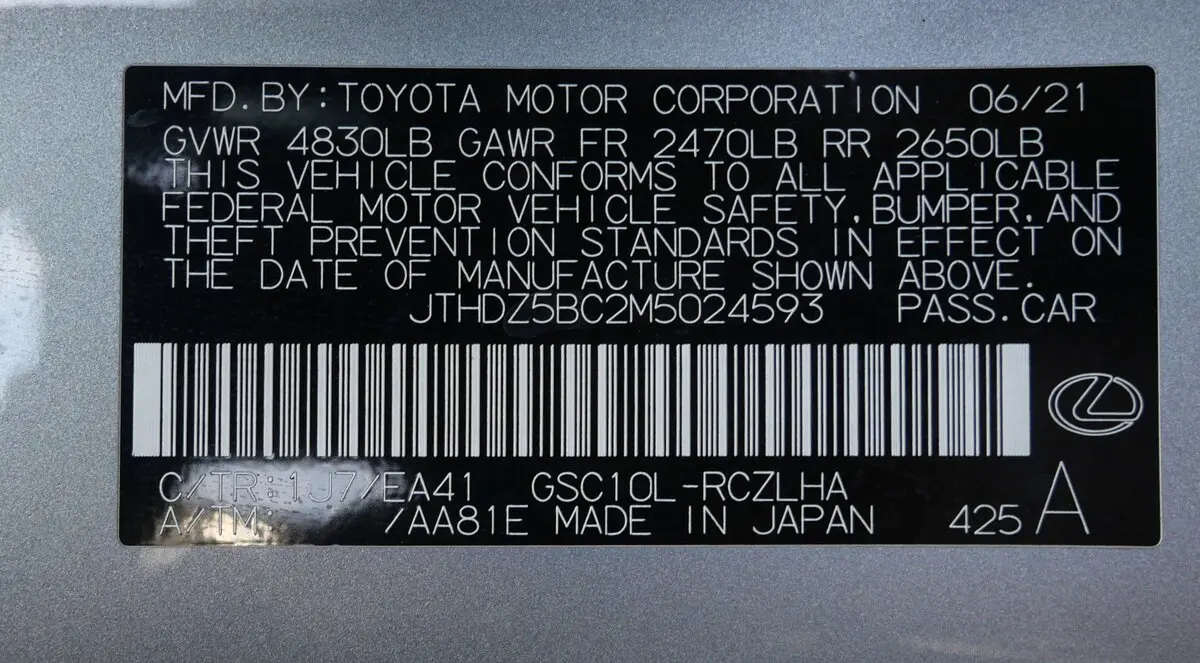 MFD.BY:TOYOTA MOTOR CORPORATION 06/21
GVWR 4830LB GAWR FR 2470LB RR 2650LB
THIS VEHICLE CONFORMS TO ALL APPLICABLE
FEDERAL MOTOR VEHICLE SAFETY,BUMPER,AND
THEFT PREVENTION STANDARDS IN EFFECT ON
THE DATE OF MANUFACTURE SHOWN ABOVE.
JTHDZ5BC2M5024593 PASS.CAR
C/TR:1J7/EA41 GSC10L-RCZLHA
A/TM: /AA81E MADE IN JAPAN 425 A